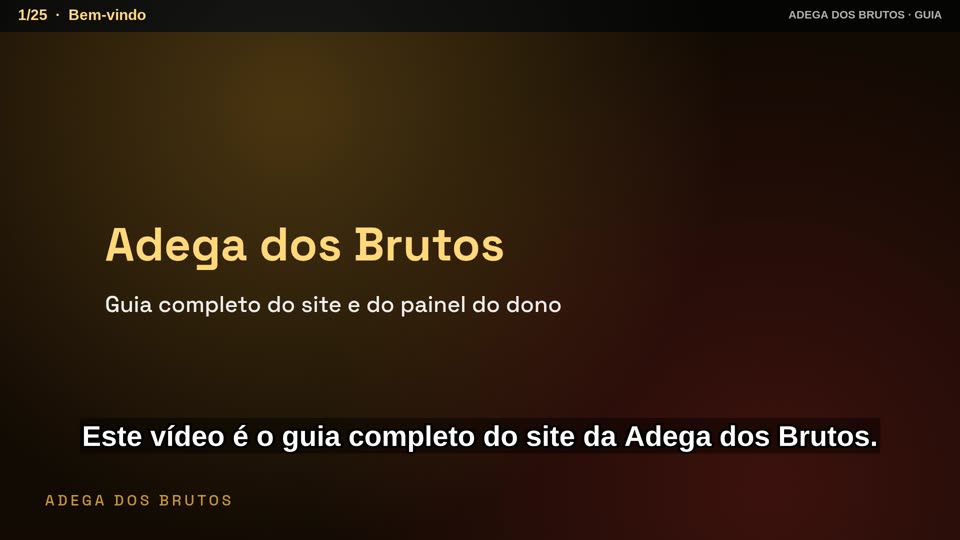 1/25 · Bem-vindo
ADEGA DOS BRUTOS · GUIA
Adega dos Brutos
Guia completo do site e do painel do dono
Este vídeo é o guia completo do site da Adega dos Brutos.
ADEGA DOS BRUTOS